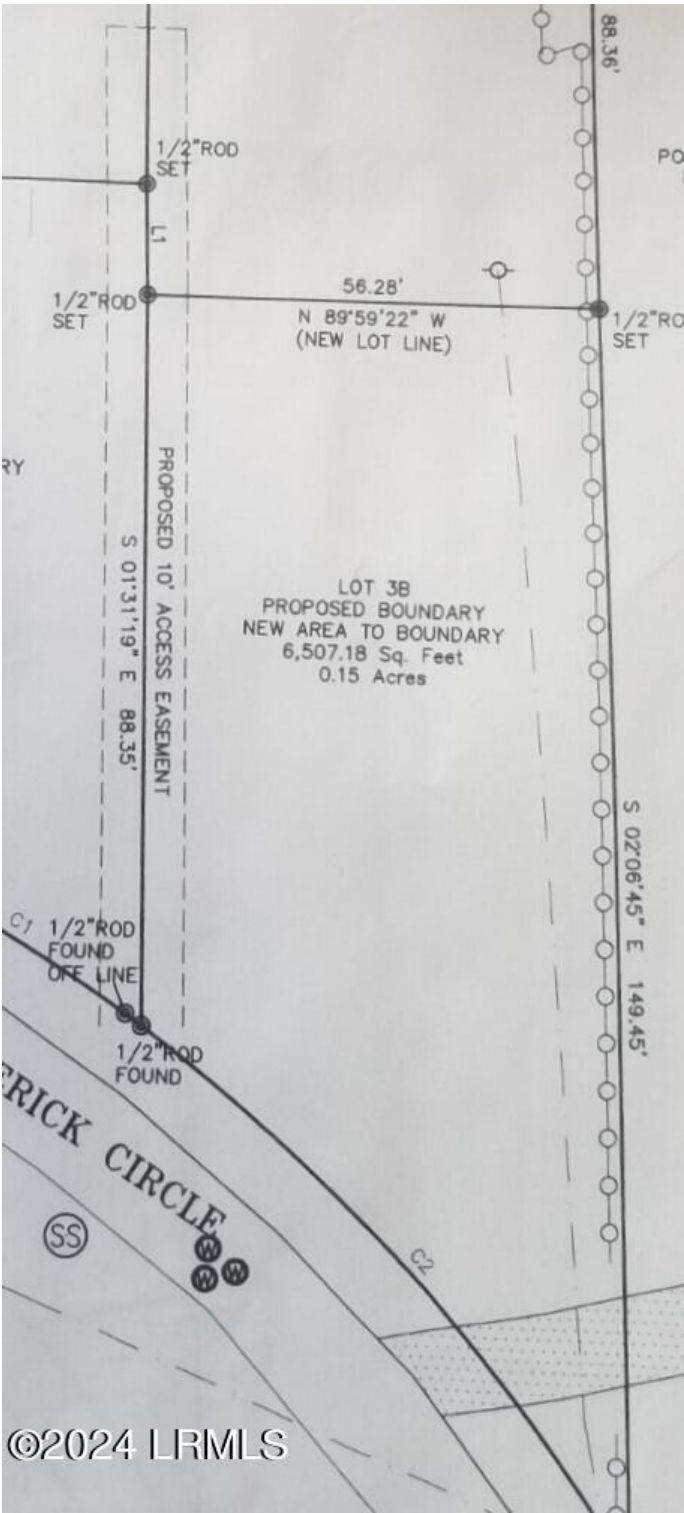 88.36'
1/2"ROD
SET
PO
L1
56.28'
1/2"ROD
SET
N 89°59'22" W
(NEW LOT LINE)
1/2"RO
SET
RY
PROPOSED 10' ACCESS EASEMENT
S 01°31'19" E 88.35'
LOT 3B
PROPOSED BOUNDARY
NEW AREA TO BOUNDARY
6,507.18 Sq. Feet
0.15 Acres
S 02°06'45" E 149.45'
C1
1/2"ROD
FOUND
OFF LINE
1/2"ROD
FOUND
ERICK CIRCLE
SS
W
W
W
C2
©2024 LRMLS